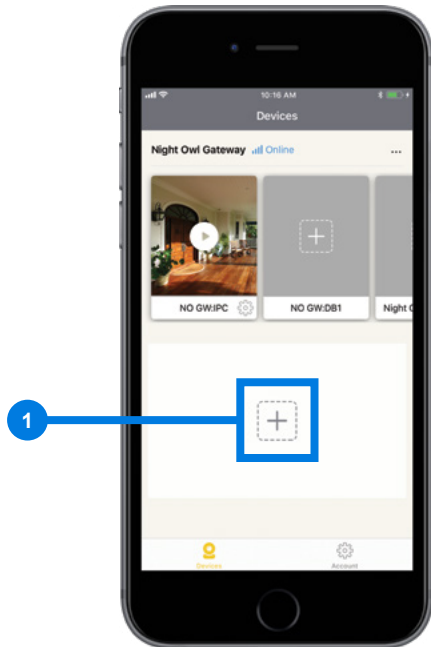 10:16 AM
Devices
Night Owl Gateway Online ...
NO GW:IPC
NO GW:DB1
Night
1
Devices
Account